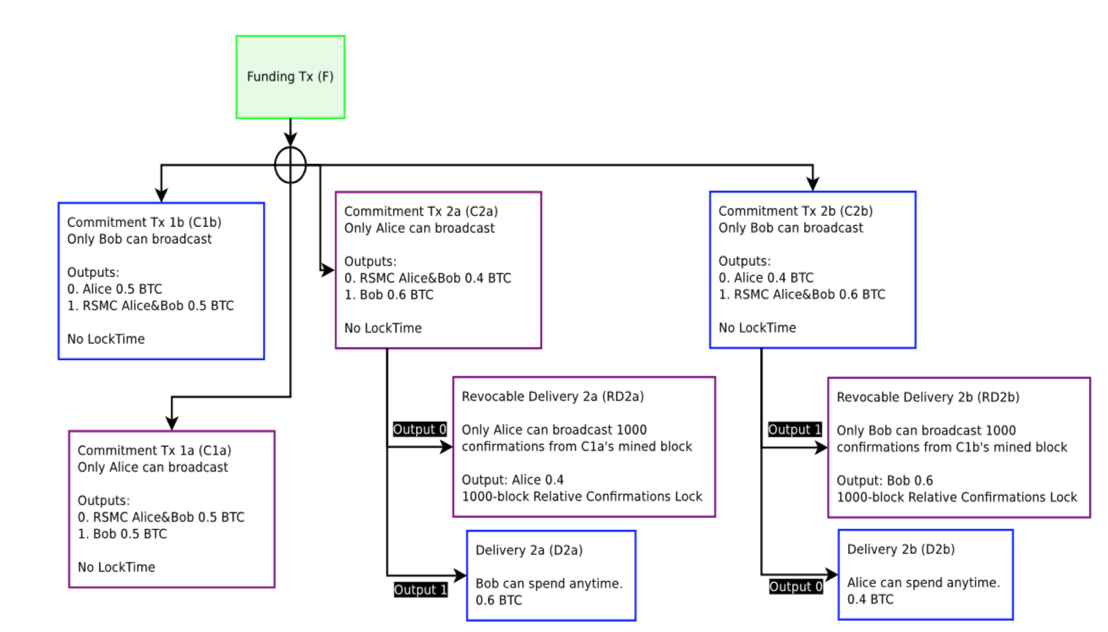 Funding Tx (F)
Commitment Tx 1b (C1b)
Only Bob can broadcast
Outputs:
0. Alice 0.5 BTC
1. RSMC Alice&Bob 0.5 BTC
No LockTime
Commitment Tx 2a (C2a)
Only Alice can broadcast
Outputs:
0. RSMC Alice&Bob 0.4 BTC
1. Bob 0.6 BTC
No LockTime
Commitment Tx 2b (C2b)
Only Bob can broadcast
Outputs:
0. Alice 0.4 BTC
1. RSMC Alice&Bob 0.6 BTC
No LockTime
Commitment Tx 1a (C1a)
Only Alice can broadcast
Outputs:
0. RSMC Alice&Bob 0.5 BTC
1. Bob 0.5 BTC
No LockTime
Output 0
Revocable Delivery 2a (RD2a)
Only Alice can broadcast 1000
confirmations from C1a's mined block
Output: Alice 0.4
1000-block Relative Confirmations Lock
Output 1
Delivery 2a (D2a)
Bob can spend anytime.
0.6 BTC
Output 1
Revocable Delivery 2b (RD2b)
Only Bob can broadcast 1000
confirmations from C1b's mined block
Output: Bob 0.6
1000-block Relative Confirmations Lock
Output 0
Delivery 2b (D2b)
Alice can spend anytime.
0.4 BTC